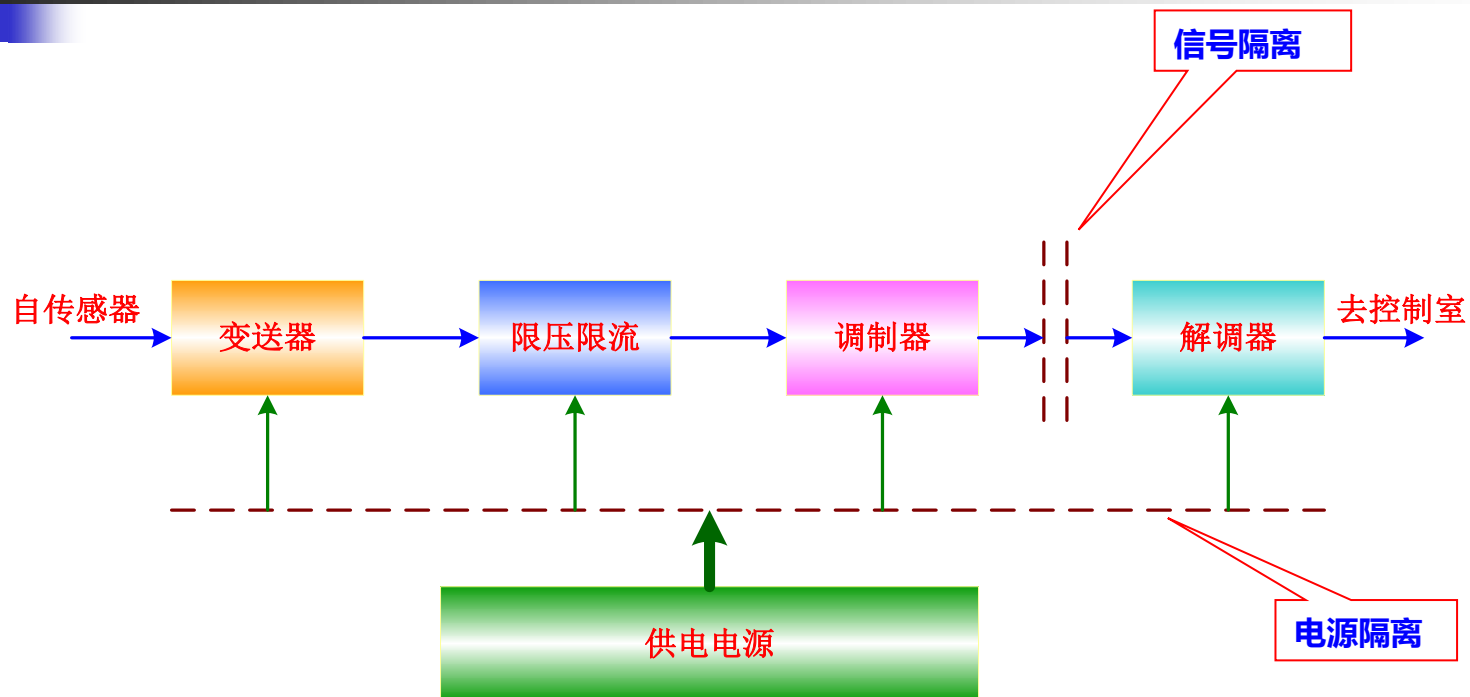 信号隔离
自传感器
变送器
限压限流
调制器
解调器
去控制室
供电电源
电源隔离